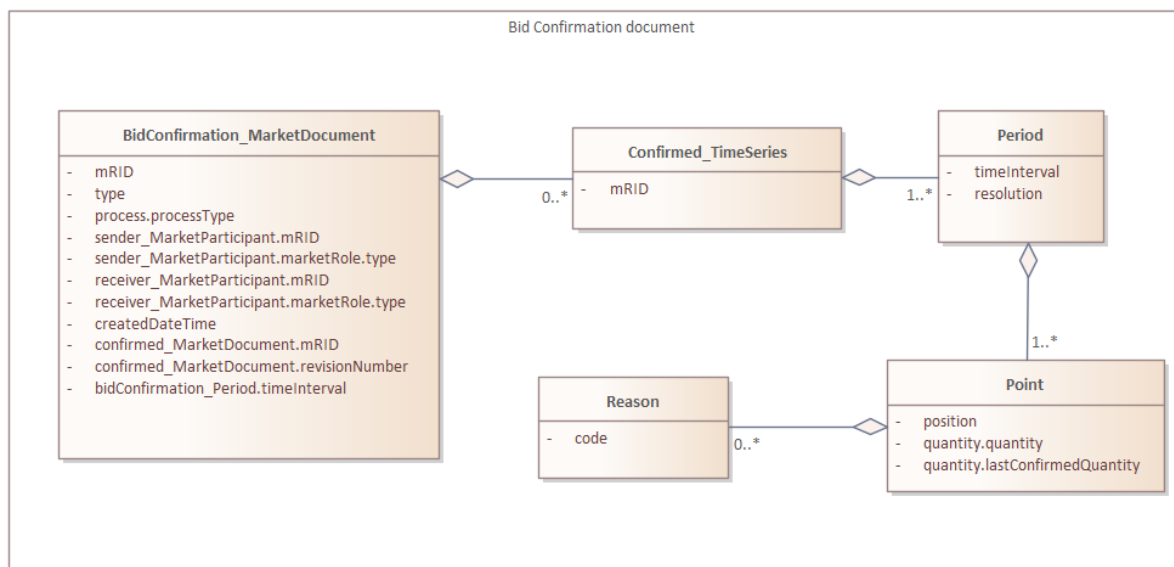 Bid Confirmation document
BidConfirmation_MarketDocument
- mRID
- type
- process.processType
- sender_MarketParticipant.mRID
- sender_MarketParticipant.marketRole.type
- receiver_MarketParticipant.mRID
- receiver_MarketParticipant.marketRole.type
- createdDateTime
- confirmed_MarketDocument.mRID
- confirmed_MarketDocument.revisionNumber
- bidConfirmation_Period.timeInterval
0..*
Confirmed_TimeSeries
- mRID
1..*
Period
- timeInterval
- resolution
1..*
Point
- position
- quantity.quantity
- quantity.lastConfirmedQuantity
0..*
Reason
- code